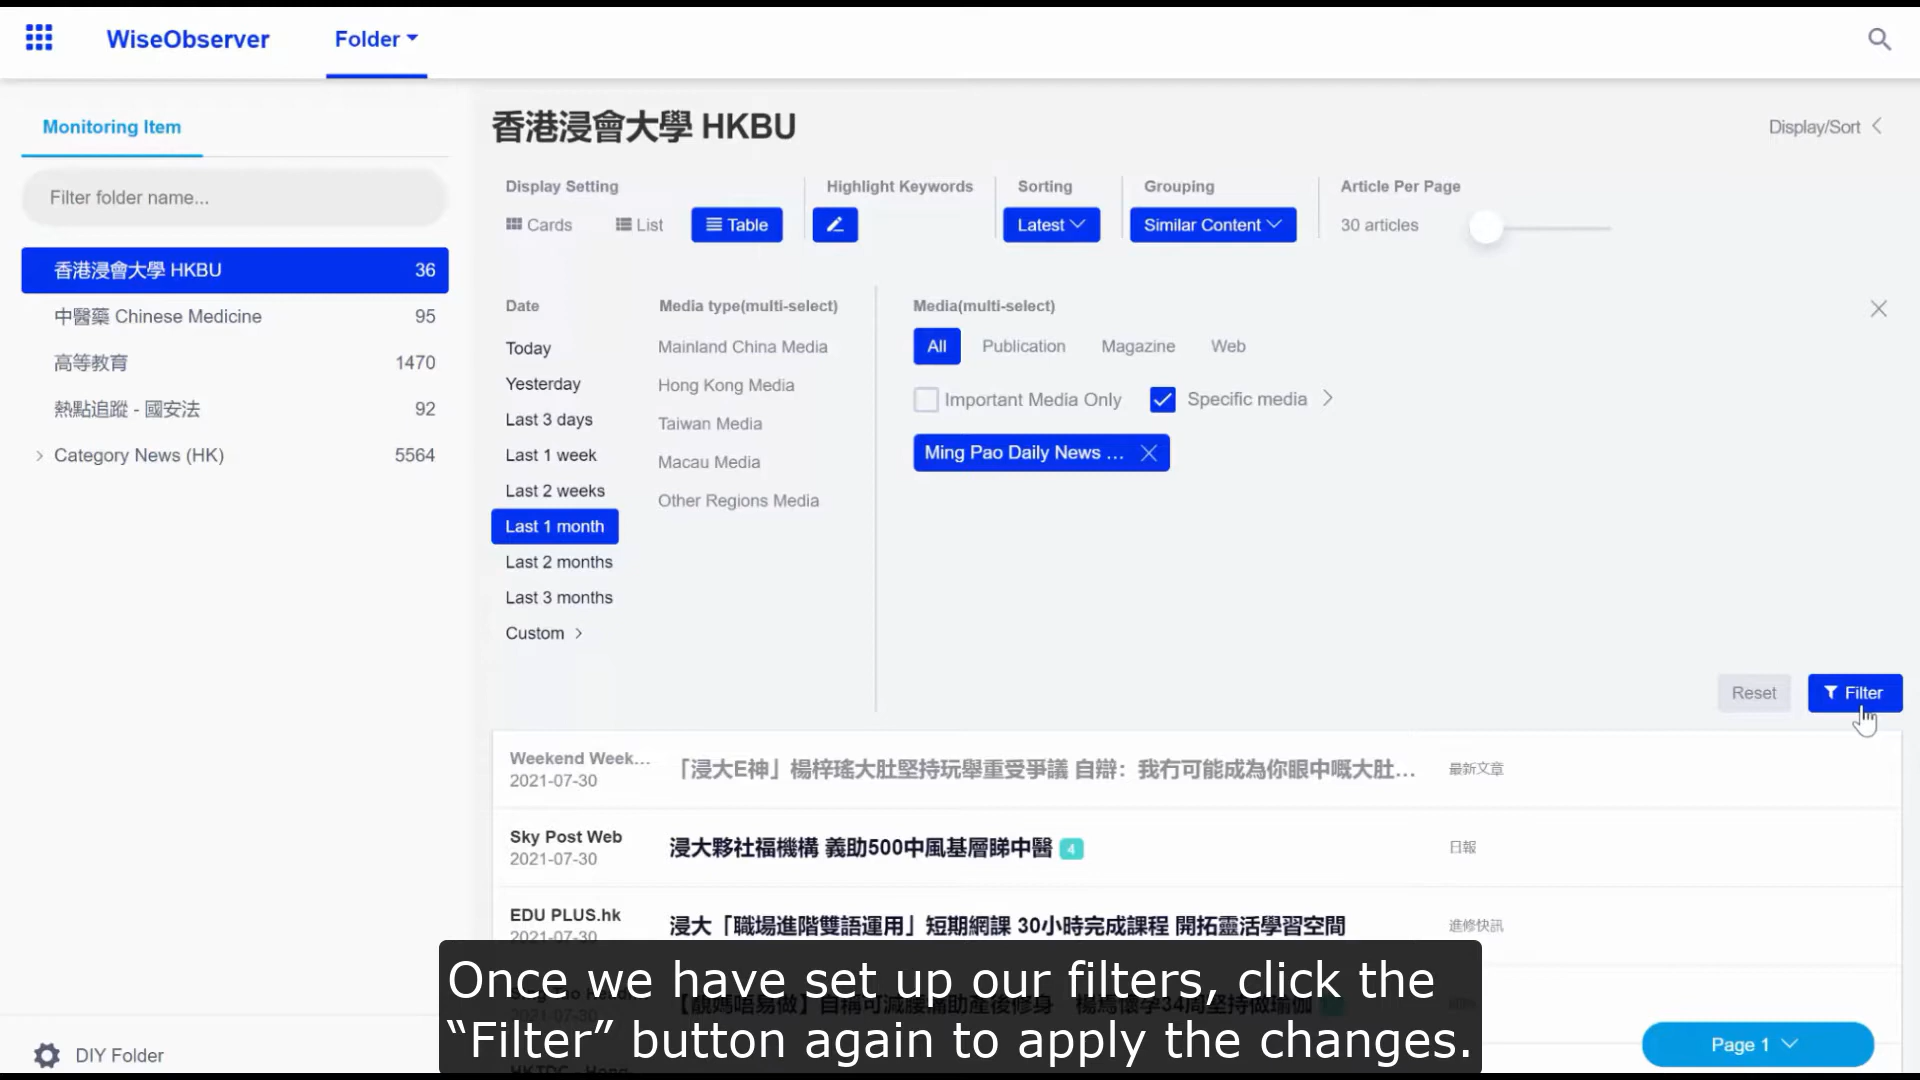 WiseObserver
Folder
Monitoring Item
Filter folder name...
香港浸會大學 HKBU 36
中醫藥 Chinese Medicine 95
高等教育 1470
熱點追蹤 - 國安法 92
Category News (HK) 5564
DIY Folder
香港浸會大學 HKBU
Display/Sort
Display Setting
Highlight Keywords
Sorting
Grouping
Article Per Page
Cards
List
Table
Latest
Similar Content
30 articles
Date
Today
Yesterday
Last 3 days
Last 1 week
Last 2 weeks
Last 1 month
Last 2 months
Last 3 months
Custom
Media type(multi-select)
Mainland China Media
Hong Kong Media
Taiwan Media
Macau Media
Other Regions Media
Media(multi-select)
All
Publication
Magazine
Web
Important Media Only
Specific media
Ming Pao Daily News ...
Reset
Filter
Weekend Week...
2021-07-30
「浸大E神」楊梓瑤大肚堅持玩舉重受爭議 自辯：我冇可能成為你眼中嘅大肚...
最新文章
Sky Post Web
2021-07-30
浸大夥社福機構 義助500中風基層睇中醫 4
日報
EDU PLUS.hk
2021-07-30
浸大「職場進階雙語運用」短期網課 30小時完成課程 開拓靈活學習空間
進修快訊
Once we have set up our filters, click the
“Filter” button again to apply the changes.
Page 1